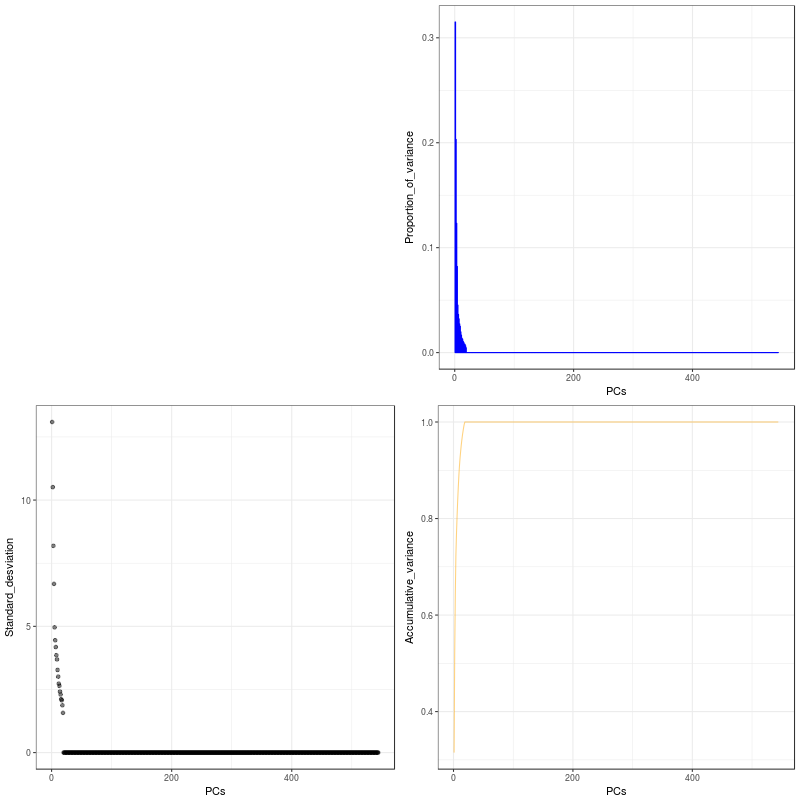 Proportion_of_variance
0.3
0.2
0.1
0.0
0 200 400
PCs
Standard_desviation
10
5
0
0 200 400
PCs
Accumulative_variance
1.0
0.8
0.6
0.4
0 200 400
PCs